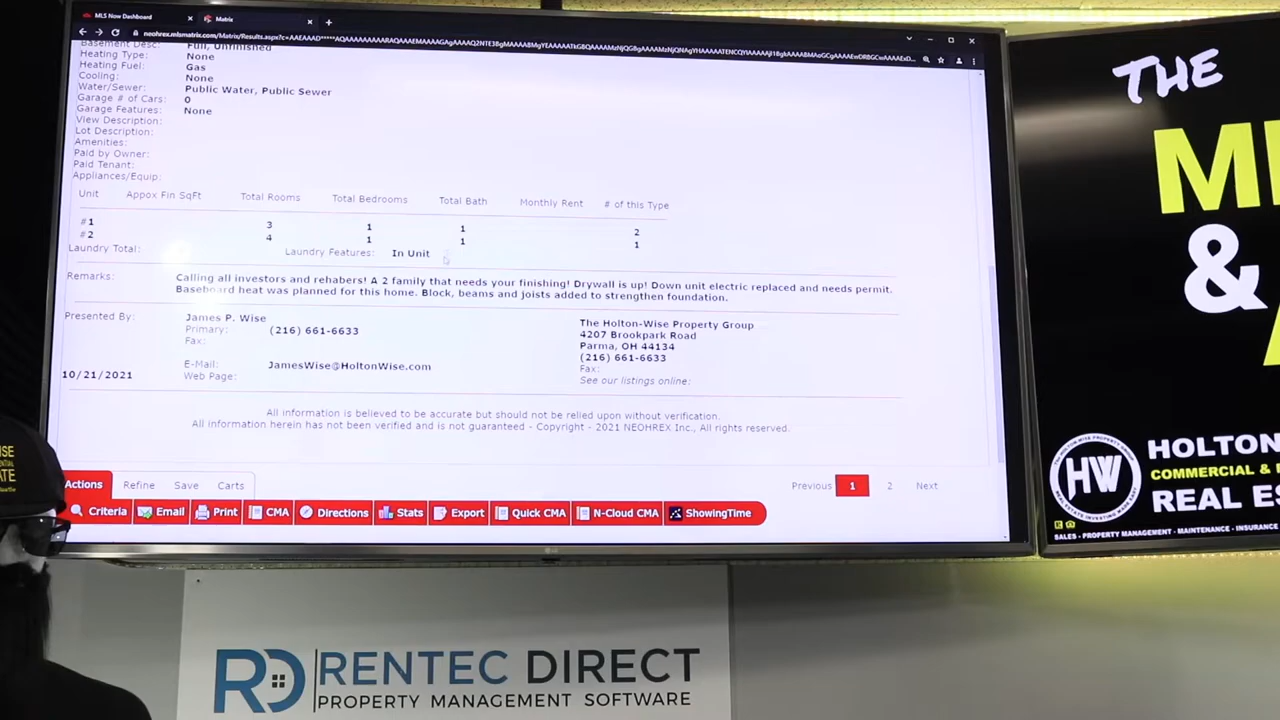 MLS Now Dashboard
Matrix
Basement Desc: Full, Unfinished
Heating Type: None
Heating Fuel: Gas
Cooling: None
Water/Sewer: Public Water, Public Sewer
Garage # of Cars: 0
Garage Features: None
View Description:
Lot Description:
Amenities:
Paid by Owner:
Paid Tenant:
Appliances/Equip:
Unit Appox Fin SqFt Total Rooms Total Bedrooms Total Bath Monthly Rent # of this Type
#1 3 1 1 2
#2 4 1 1 1
Laundry Total: Laundry Features: In Unit
Remarks: Calling all investors and rehabers! A 2 family that needs your finishing! Drywall is up! Down unit electric replaced and needs permit.
Baseboard heat was planned for this home. Block, beams and joists added to strengthen foundation.
Presented By: James P. Wise
Primary: (216) 661-6633
Fax:
E-Mail: JamesWise@HoltonWise.com
Web Page:
The Holton-Wise Property Group
4207 Brookpark Road
Parma, OH 44134
(216) 661-6633
Fax:
See our listings online:
10/21/2021
All information is believed to be accurate but should not be relied upon without verification.
All information herein has not been verified and is not guaranteed - Copyright - 2021 NEOHREX Inc., All rights reserved.
Actions Refine Save Carts
Previous 1 2 Next
Criteria Email Print CMA Directions Stats Export Quick CMA N-Cloud CMA ShowingTime
THE
&
HW
HOLTON
COMMERCIAL &
REAL ES
SALES - PROPERTY MANAGEMENT - MAINTENANCE - INSURANCE
ISE
ATE
RD RENTEC DIRECT
PROPERTY MANAGEMENT SOFTWARE